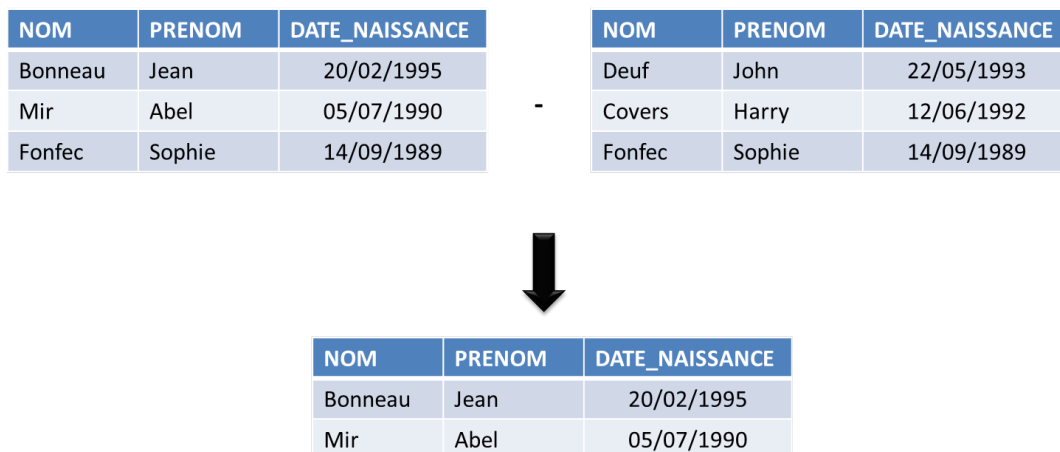 NOM PRENOM DATE_NAISSANCE
Bonneau Jean 20/02/1995
Mir Abel 05/07/1990
Fonfec Sophie 14/09/1989
-
NOM PRENOM DATE_NAISSANCE
Deuf John 22/05/1993
Covers Harry 12/06/1992
Fonfec Sophie 14/09/1989
NOM PRENOM DATE_NAISSANCE
Bonneau Jean 20/02/1995
Mir Abel 05/07/1990